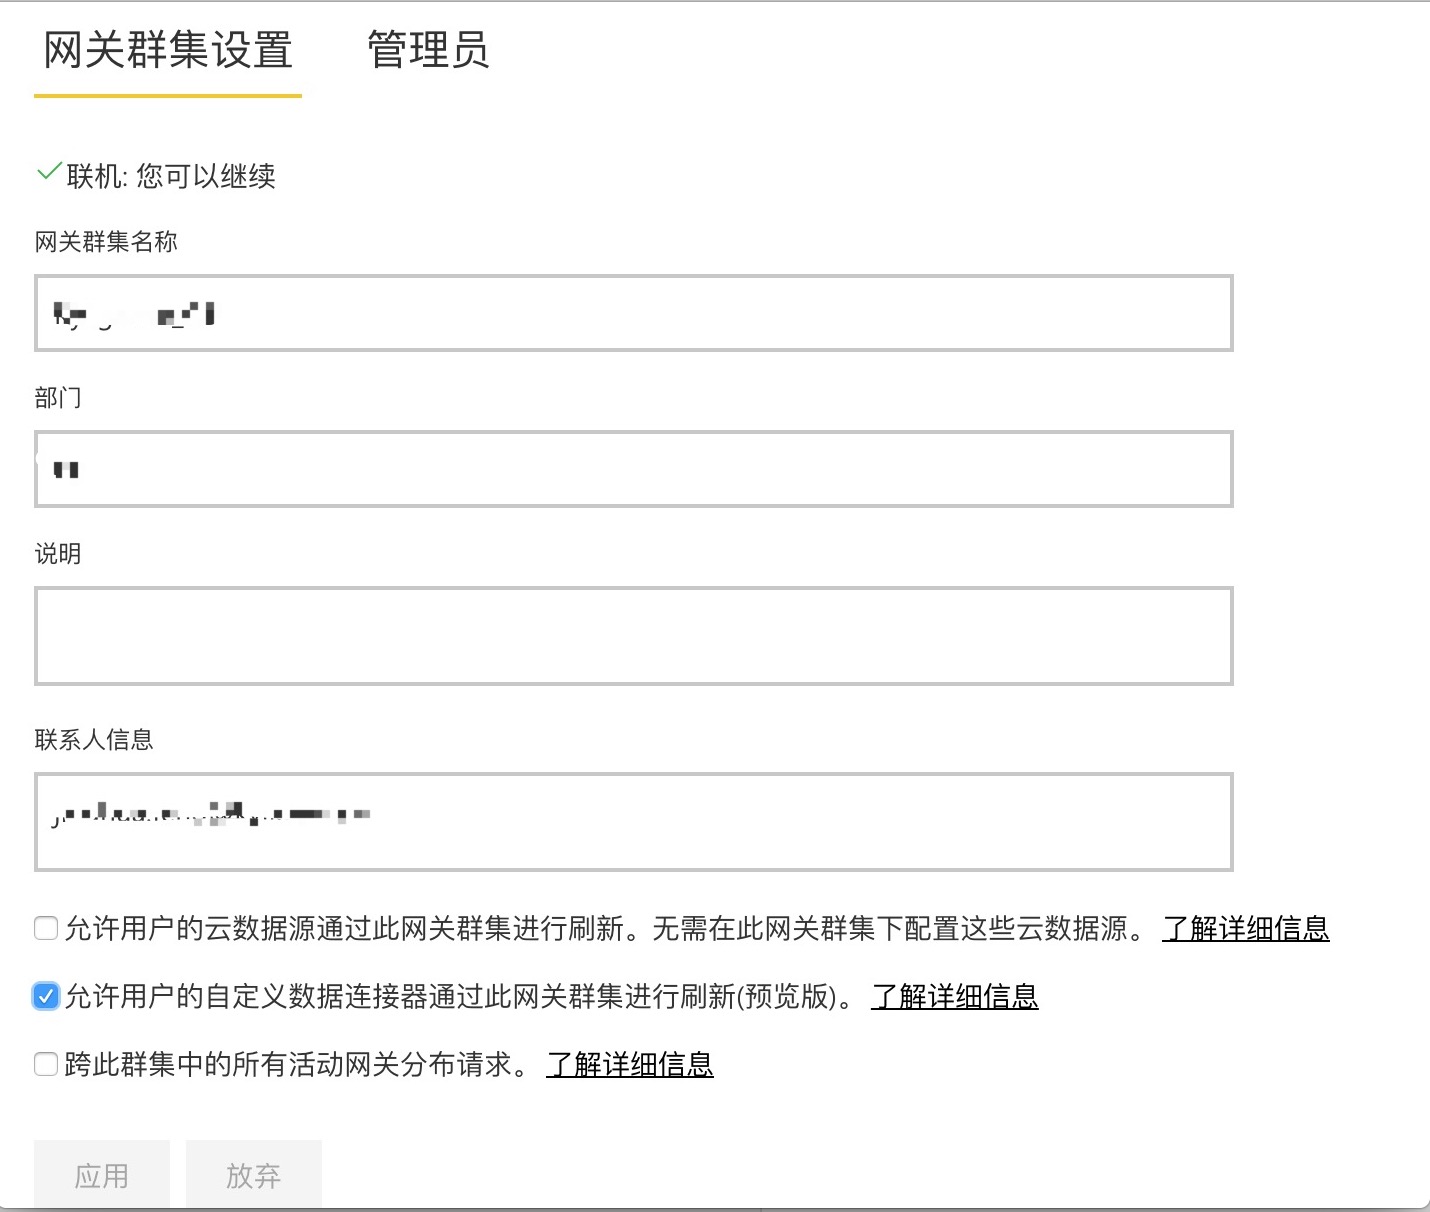 网关群集设置 管理员
联机: 您可以继续
网关群集名称
部门
说明
联系人信息
允许用户的云数据源通过此网关群集进行刷新。无需在此网关群集下配置这些云数据源。 了解详细信息
允许用户的自定义数据连接器通过此网关群集进行刷新(预览版)。 了解详细信息
跨此群集中的所有活动网关分布请求。 了解详细信息
应用 放弃